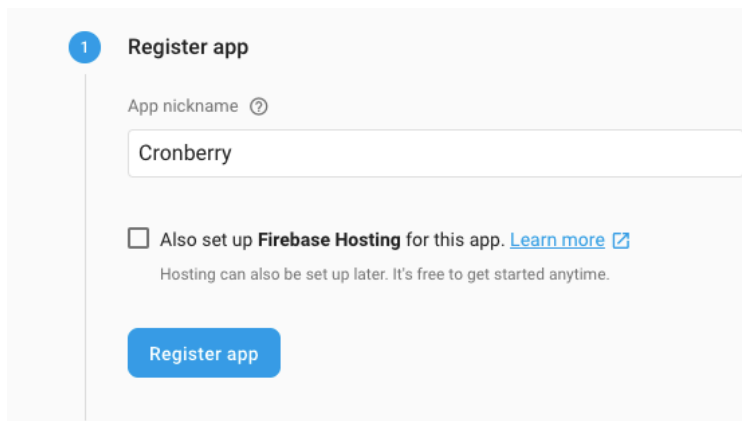 1 Register app
App nickname ?
Cronberry
Also set up Firebase Hosting for this app. Learn more
Hosting can also be set up later. It's free to get started anytime.
Register app